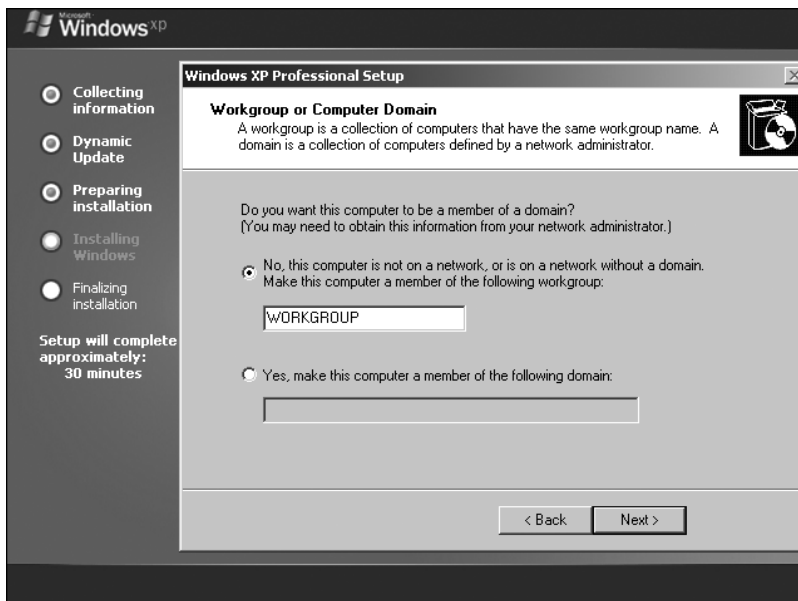 Microsoft
Windows xp
Collecting
information
Dynamic
Update
Preparing
installation
Installing
Windows
Finalizing
installation
Setup will complete
approximately:
30 minutes
Windows XP Professional Setup
Workgroup or Computer Domain
A workgroup is a collection of computers that have the same workgroup name. A
domain is a collection of computers defined by a network administrator.
Do you want this computer to be a member of a domain?
(You may need to obtain this information from your network administrator.)
No, this computer is not on a network, or is on a network without a domain.
Make this computer a member of the following workgroup:
WORKGROUP
Yes, make this computer a member of the following domain:
< Back
Next >